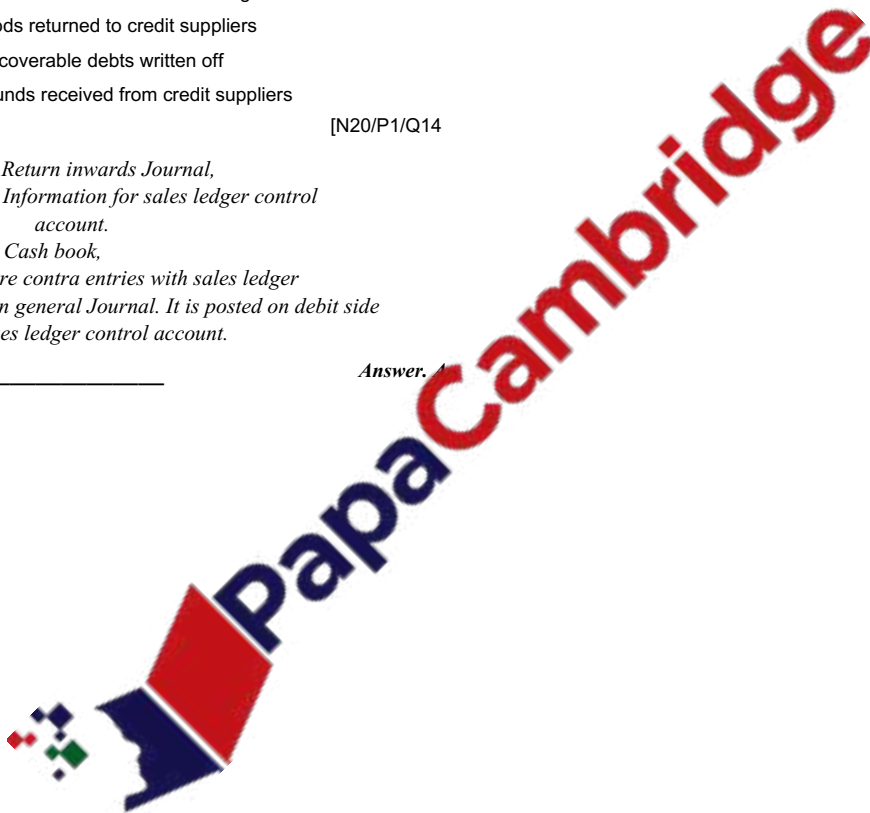 ods returned to credit suppliers
coverable debts written off
unds received from credit suppliers
[N20/P1/Q14
Return inwards Journal,
Information for sales ledger control
account.
Cash book,
re contra entries with sales ledger
n general Journal. It is posted on debit side
es ledger control account.
Answer. A
PapaCambridge